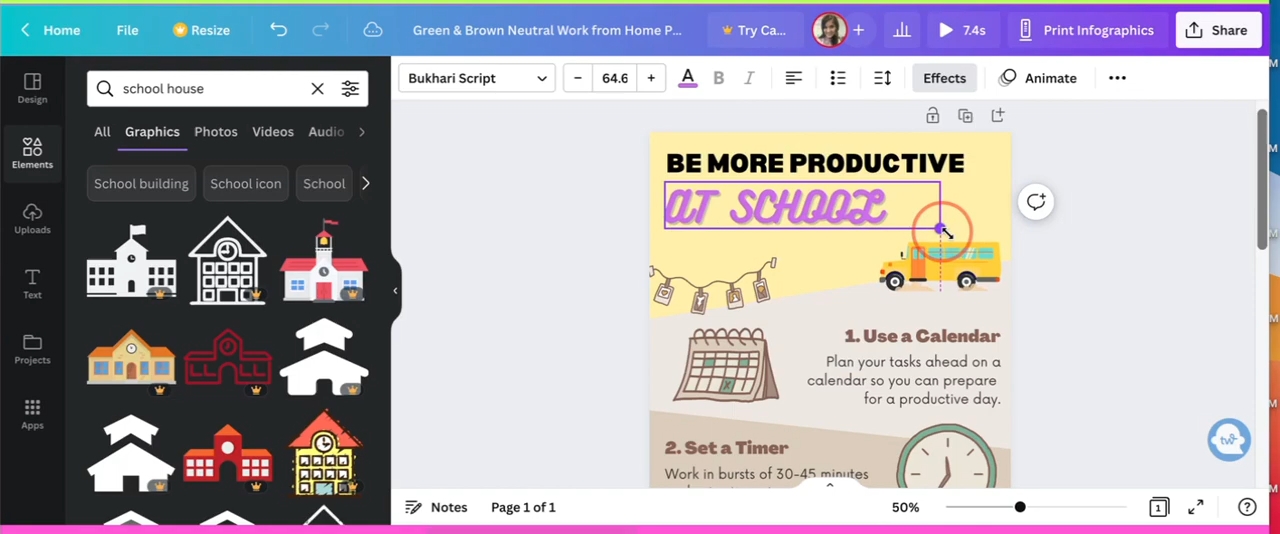 Home File Resize Green & Brown Neutral Work from Home P... Try Ca... 7.4s Print Infographics Share
Design
Elements
Uploads
Text
Projects
Apps
school house
All Graphics Photos Videos Audio
School building School icon School
Bukhari Script 64.6 A B I Effects Animate
BE MORE PRODUCTIVE
AT SCHOOL
1. Use a Calendar
Plan your tasks ahead on a
calendar so you can prepare
for a productive day.
2. Set a Timer
Work in bursts of 30-45 minutes
tw
Notes Page 1 of 1 50% 1